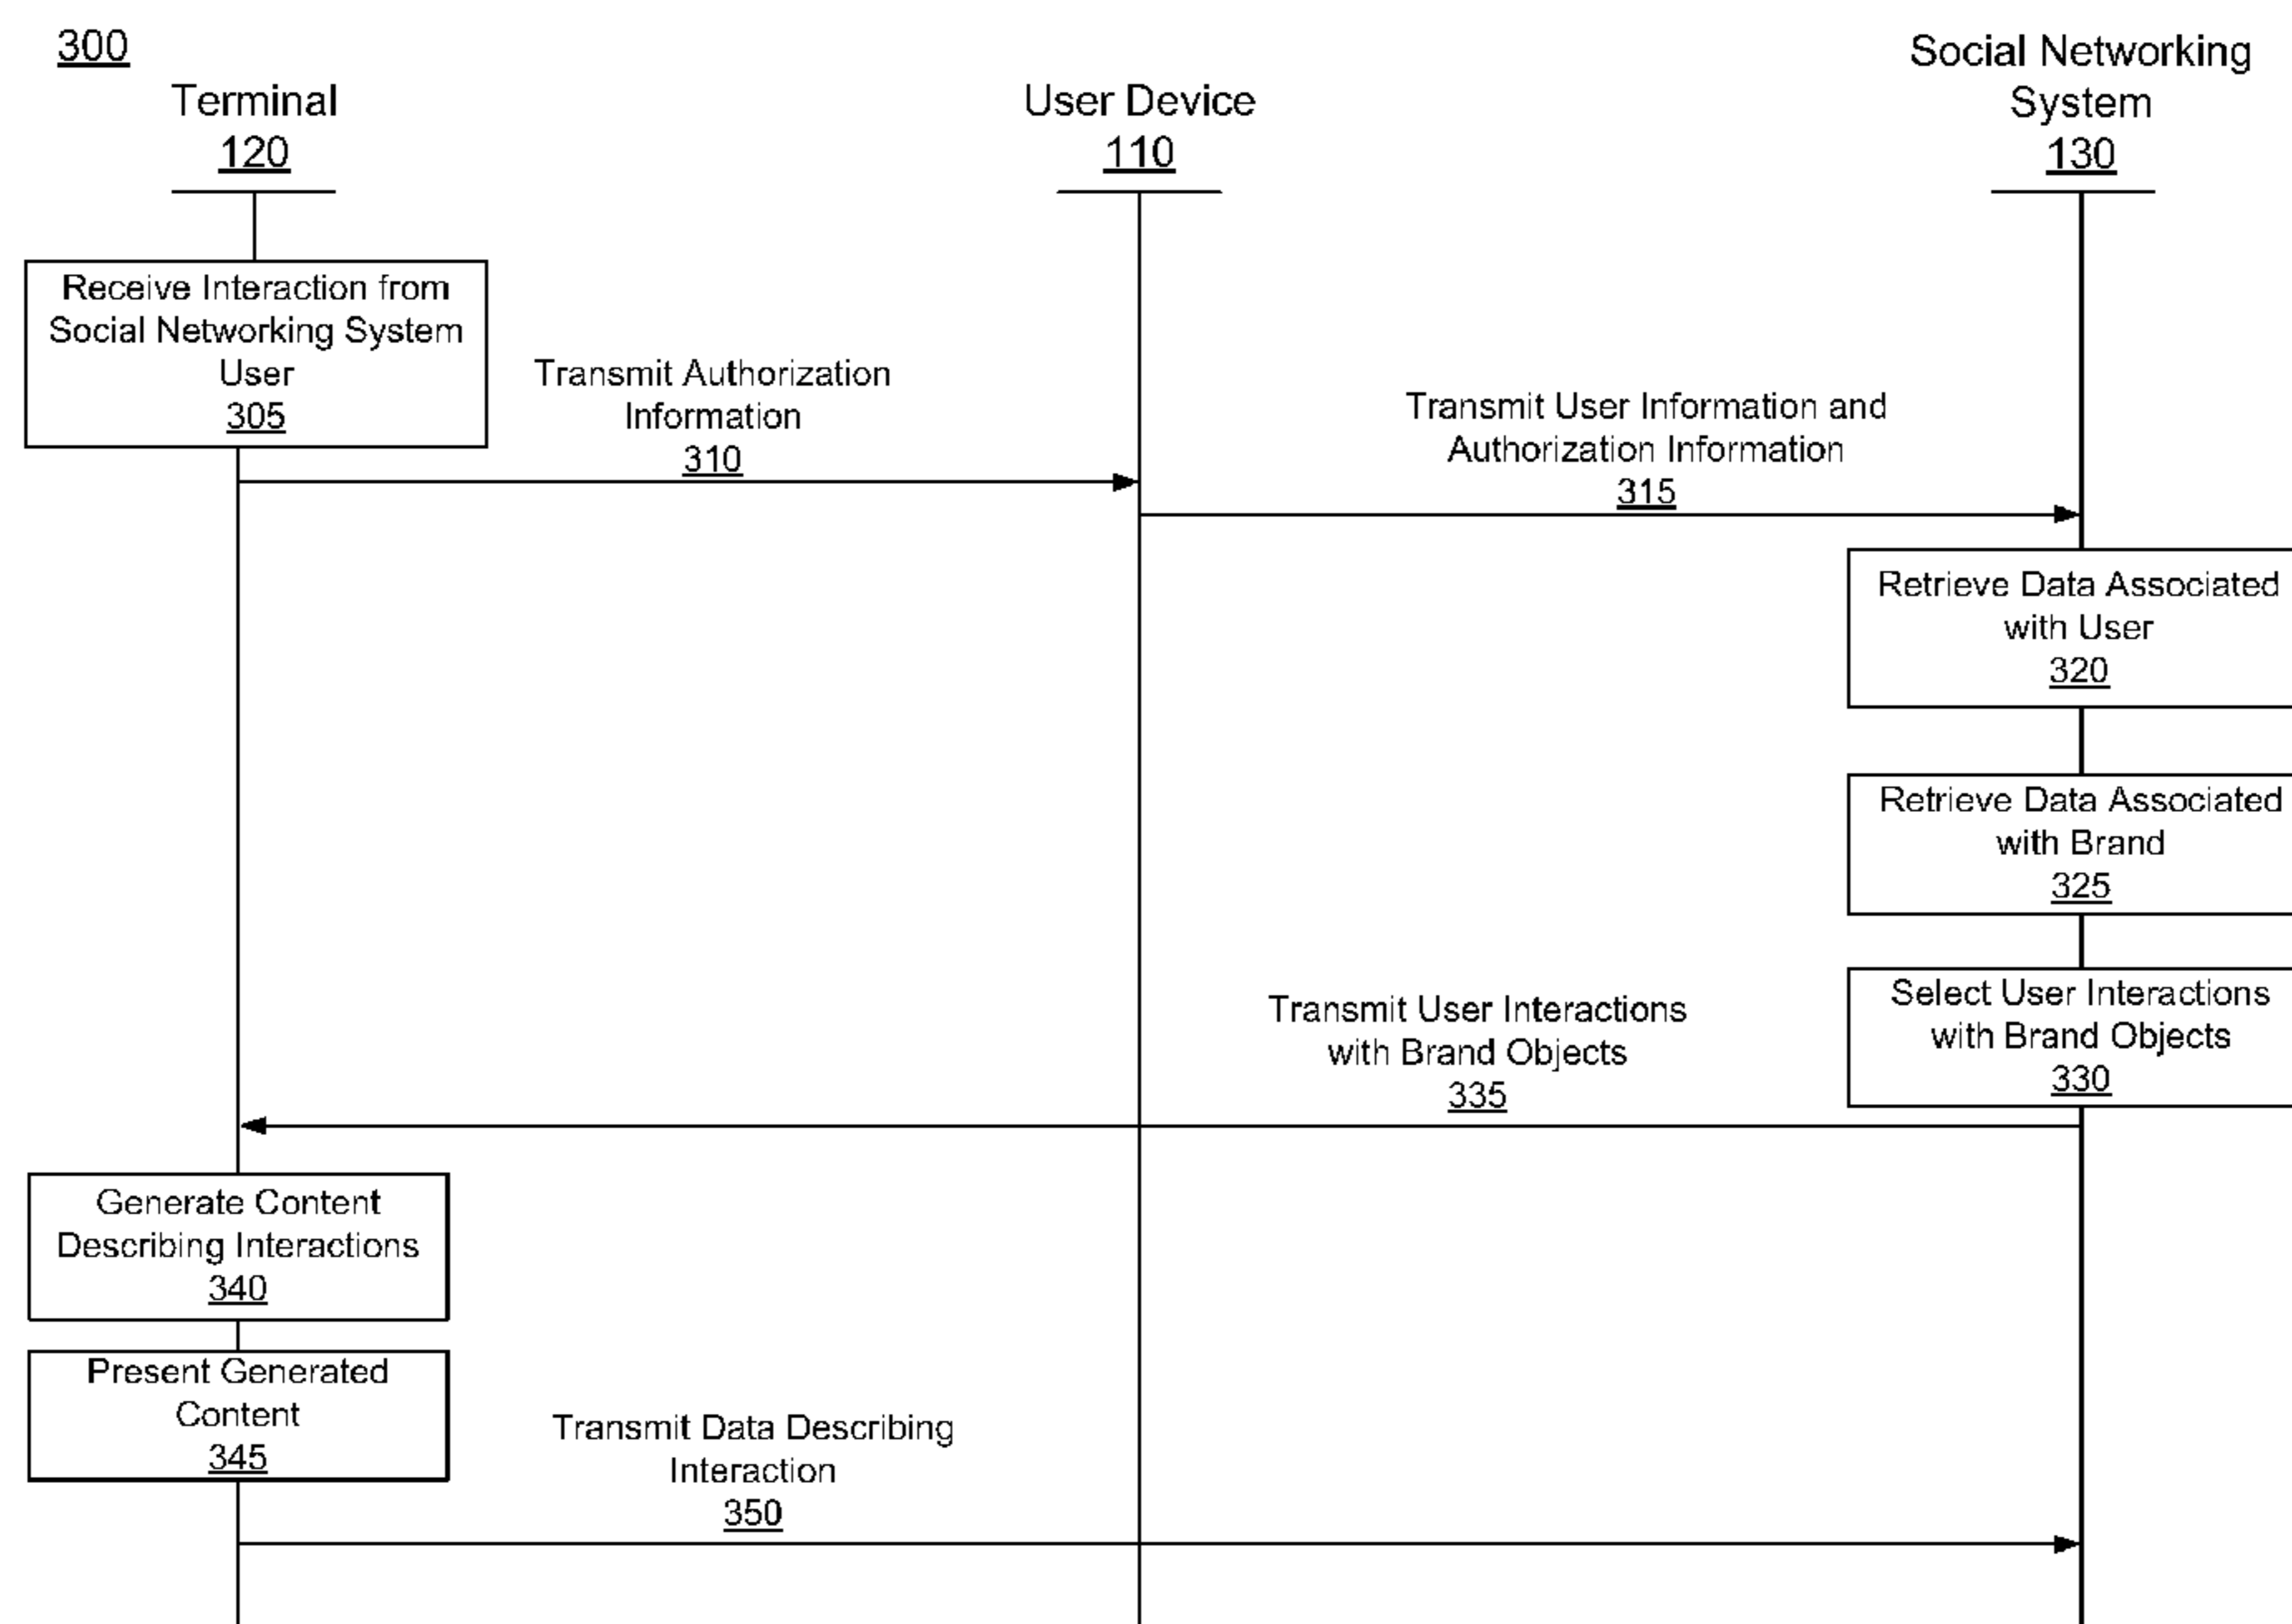 300
Terminal
120
User Device
110
Social Networking
System
130
Receive Interaction from
Social Networking System
User
305
Transmit Authorization
Information
310
Transmit User Information and
Authorization Information
315
Retrieve Data Associated
with User
320
Retrieve Data Associated
with Brand
325
Select User Interactions
with Brand Objects
330
Transmit User Interactions
with Brand Objects
335
Generate Content
Describing Interactions
340
Present Generated
Content
345
Transmit Data Describing
Interaction
350